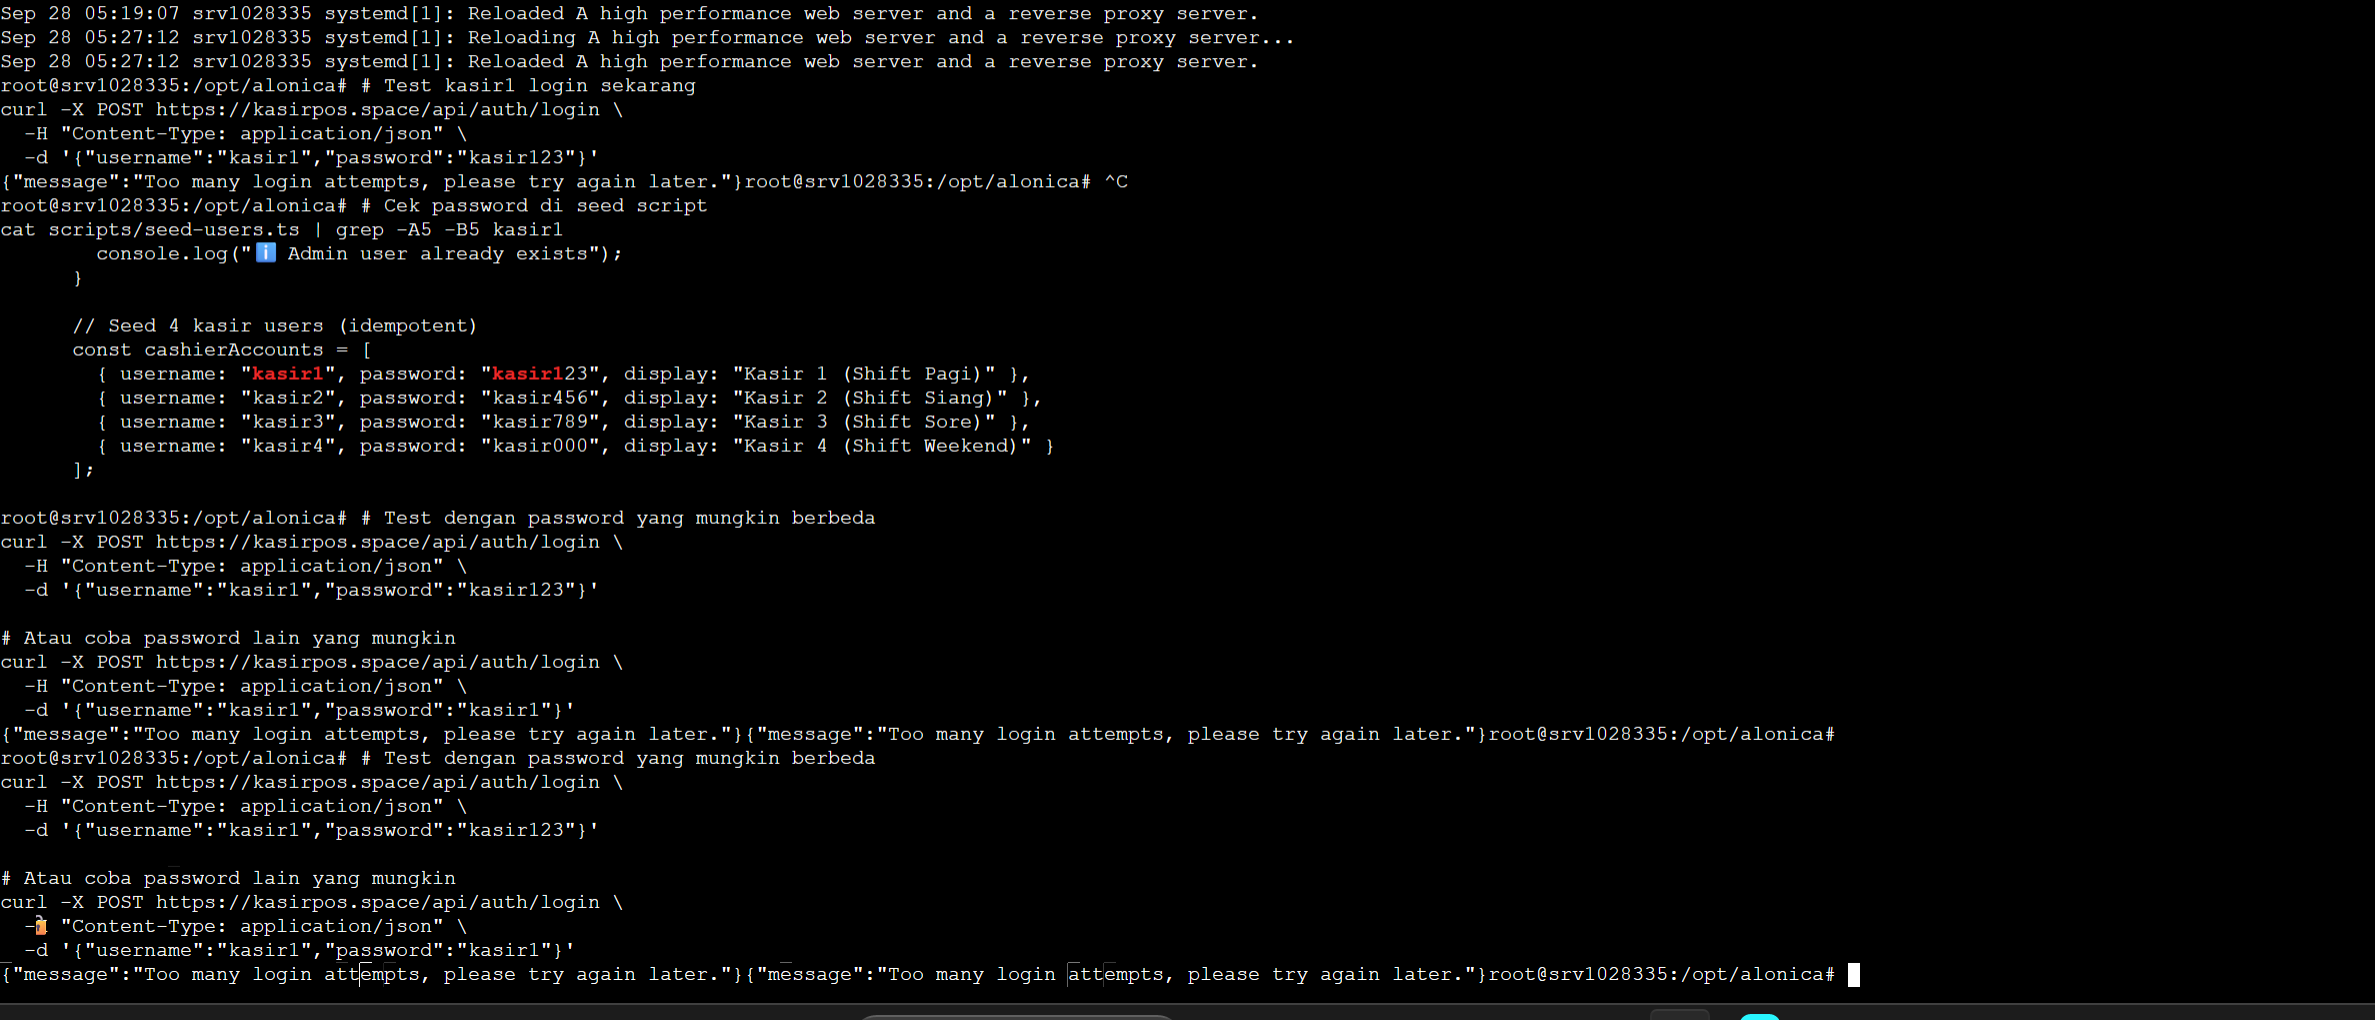 Sep 28 05:19:07 srv1028335 systemd[1]: Reloaded A high performance web server and a reverse proxy server.
Sep 28 05:27:12 srv1028335 systemd[1]: Reloading A high performance web server and a reverse proxy server...
Sep 28 05:27:12 srv1028335 systemd[1]: Reloaded A high performance web server and a reverse proxy server.
root@srv1028335:/opt/alonica# # Test kasir1 login sekarang
curl -X POST https://kasirpos.space/api/auth/login \
  -H "Content-Type: application/json" \
  -d '{"username":"kasir1","password":"kasir123"}'
{"message":"Too many login attempts, please try again later."}root@srv1028335:/opt/alonica# ^C
root@srv1028335:/opt/alonica# # Cek password di seed script
cat scripts/seed-users.ts | grep -A5 -B5 kasir1
        console.log("ℹ️ Admin user already exists");
      }

      // Seed 4 kasir users (idempotent)
      const cashierAccounts = [
        { username: "kasir1", password: "kasir123", display: "Kasir 1 (Shift Pagi)" },
        { username: "kasir2", password: "kasir456", display: "Kasir 2 (Shift Siang)" },
        { username: "kasir3", password: "kasir789", display: "Kasir 3 (Shift Sore)" },
        { username: "kasir4", password: "kasir000", display: "Kasir 4 (Shift Weekend)" }
      ];

root@srv1028335:/opt/alonica# # Test dengan password yang mungkin berbeda
curl -X POST https://kasirpos.space/api/auth/login \
  -H "Content-Type: application/json" \
  -d '{"username":"kasir1","password":"kasir123"}'

# Atau coba password lain yang mungkin
curl -X POST https://kasirpos.space/api/auth/login \
  -H "Content-Type: application/json" \
  -d '{"username":"kasir1","password":"kasir1"}'
{"message":"Too many login attempts, please try again later."}{"message":"Too many login attempts, please try again later."}root@srv1028335:/opt/alonica#
root@srv1028335:/opt/alonica# # Test dengan password yang mungkin berbeda
curl -X POST https://kasirpos.space/api/auth/login \
  -H "Content-Type: application/json" \
  -d '{"username":"kasir1","password":"kasir123"}'

# Atau coba password lain yang mungkin
curl -X POST https://kasirpos.space/api/auth/login \
  - "Content-Type: application/json" \
  -d '{"username":"kasir1","password":"kasir1"}'
{"message":"Too many login attempts, please try again later."}{"message":"Too many login attempts, please try again later."}root@srv1028335:/opt/alonica#